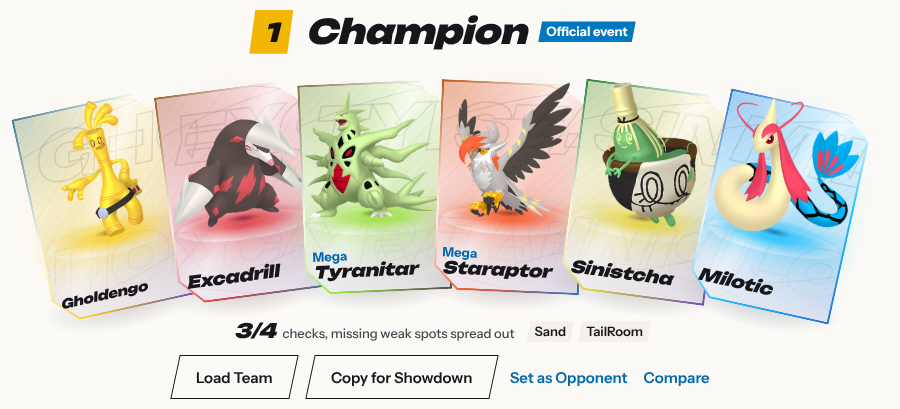 1 Champion Official event
Gholdengo
Excadrill
Mega
Tyranitar
Mega
Staraptor
Sinistcha
Milotic
3/4 checks, missing weak spots spread out Sand TailRoom
Load Team Copy for Showdown Set as Opponent Compare